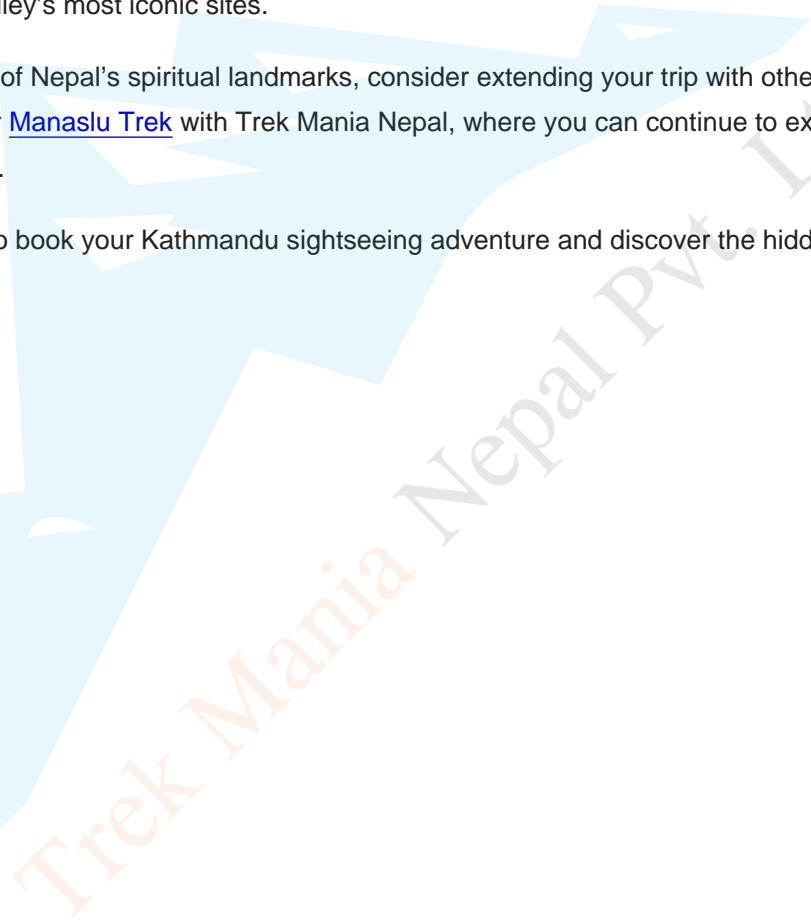 ley's most iconic sites.
of Nepal's spiritual landmarks, consider extending your trip with othe
Manaslu Trek with Trek Mania Nepal, where you can continue to ex
.
o book your Kathmandu sightseeing adventure and discover the hidd
Trek Mania Nepal Pvt. Lt